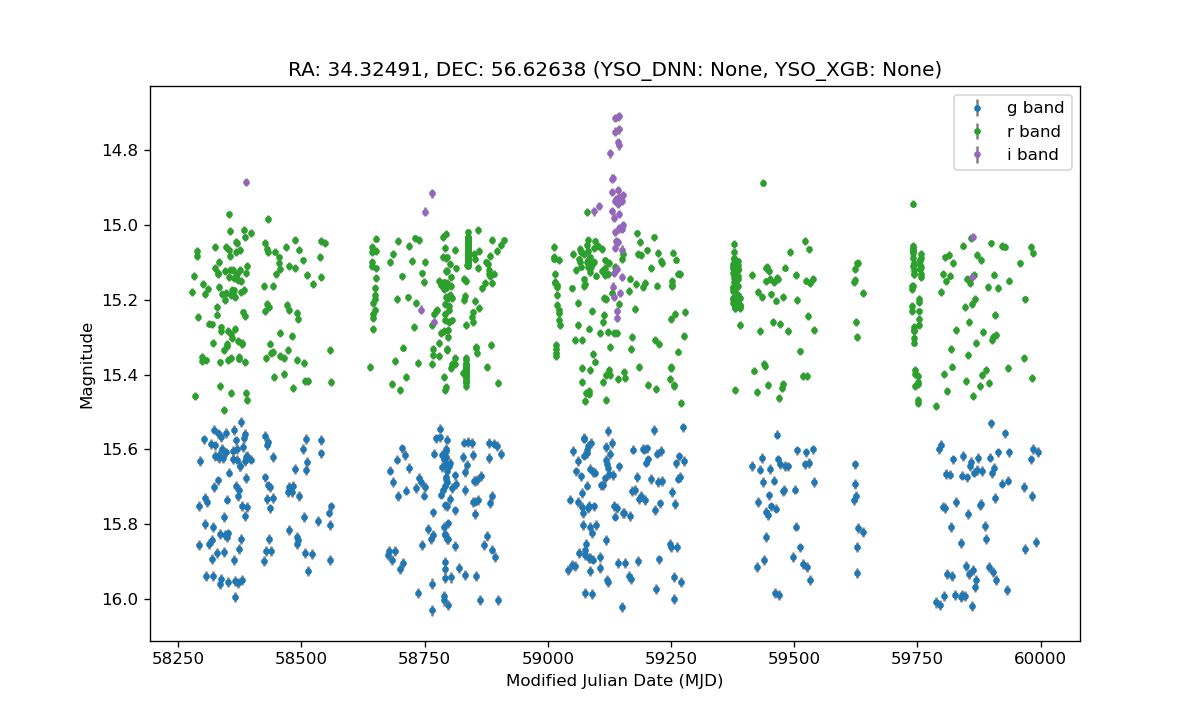 RA: 34.32491, DEC: 56.62638 (YSO_DNN: None, YSO_XGB: None)
g band
r band
i band
Magnitude
14.8
15.0
15.2
15.4
15.6
15.8
16.0
58250 58500 58750 59000 59250 59500 59750 60000
Modified Julian Date (MJD)